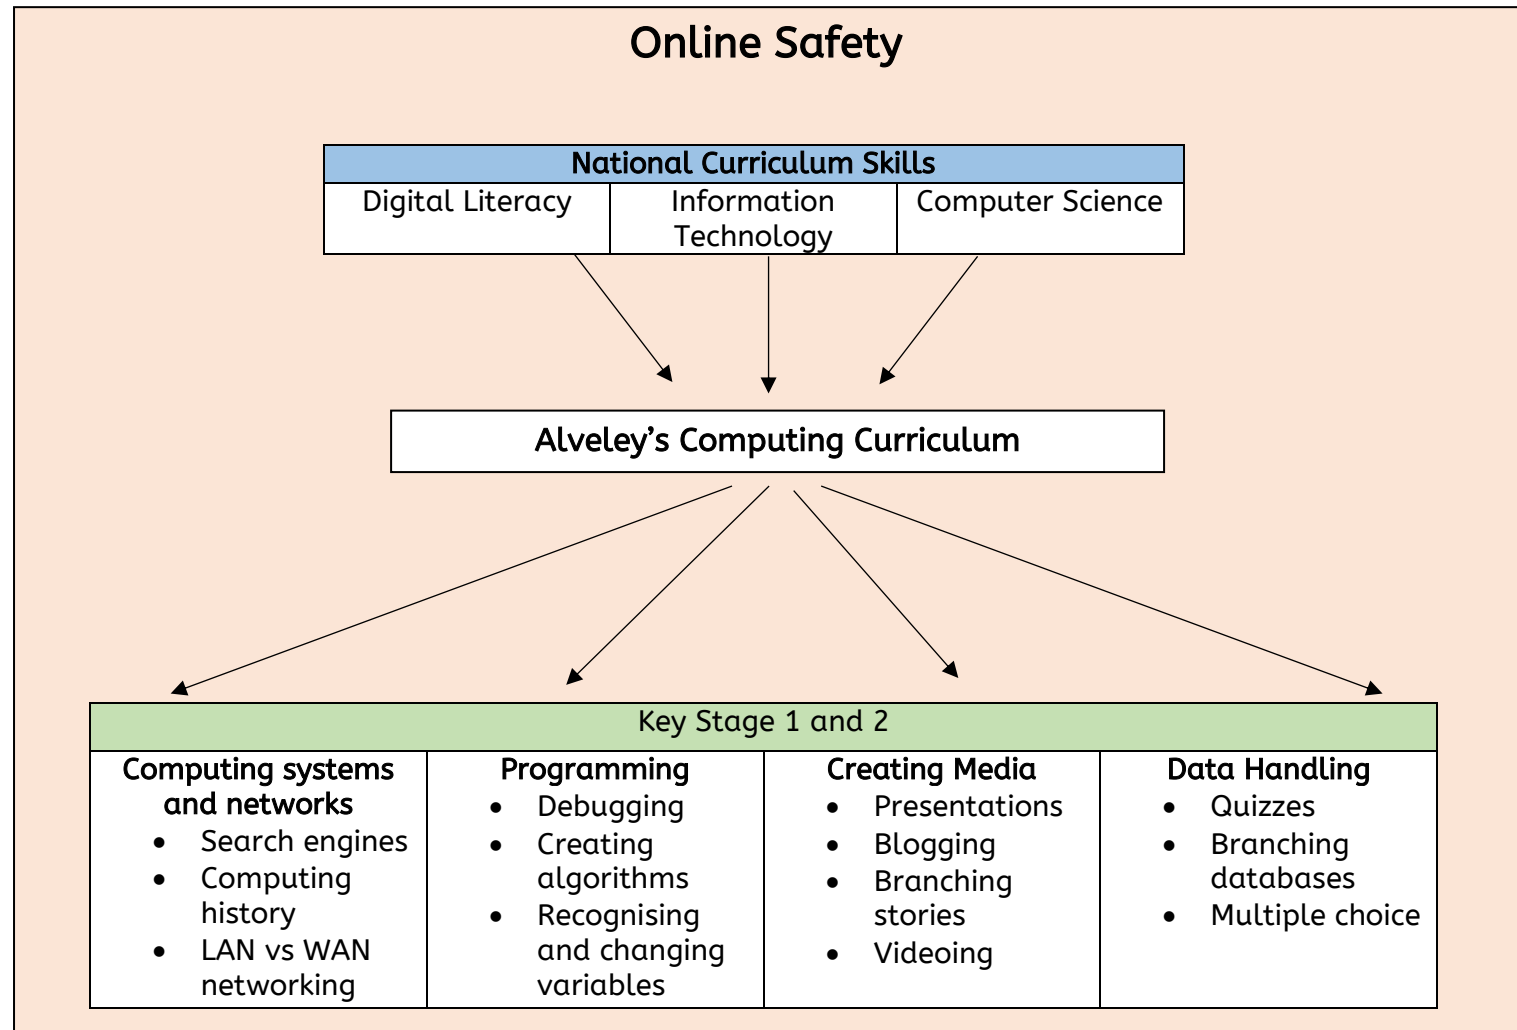 Online Safety
National Curriculum Skills
Digital Literacy
Information
Technology
Computer Science
Alveley's Computing Curriculum
Key Stage 1 and 2
Computing systems
and networks
• Search engines
• Computing
history
• LAN vs WAN
networking
Programming
• Debugging
• Creating
algorithms
• Recognising
and changing
variables
Creating Media
• Presentations
• Blogging
• Branching
stories
• Videoing
Data Handling
• Quizzes
• Branching
databases
• Multiple choice